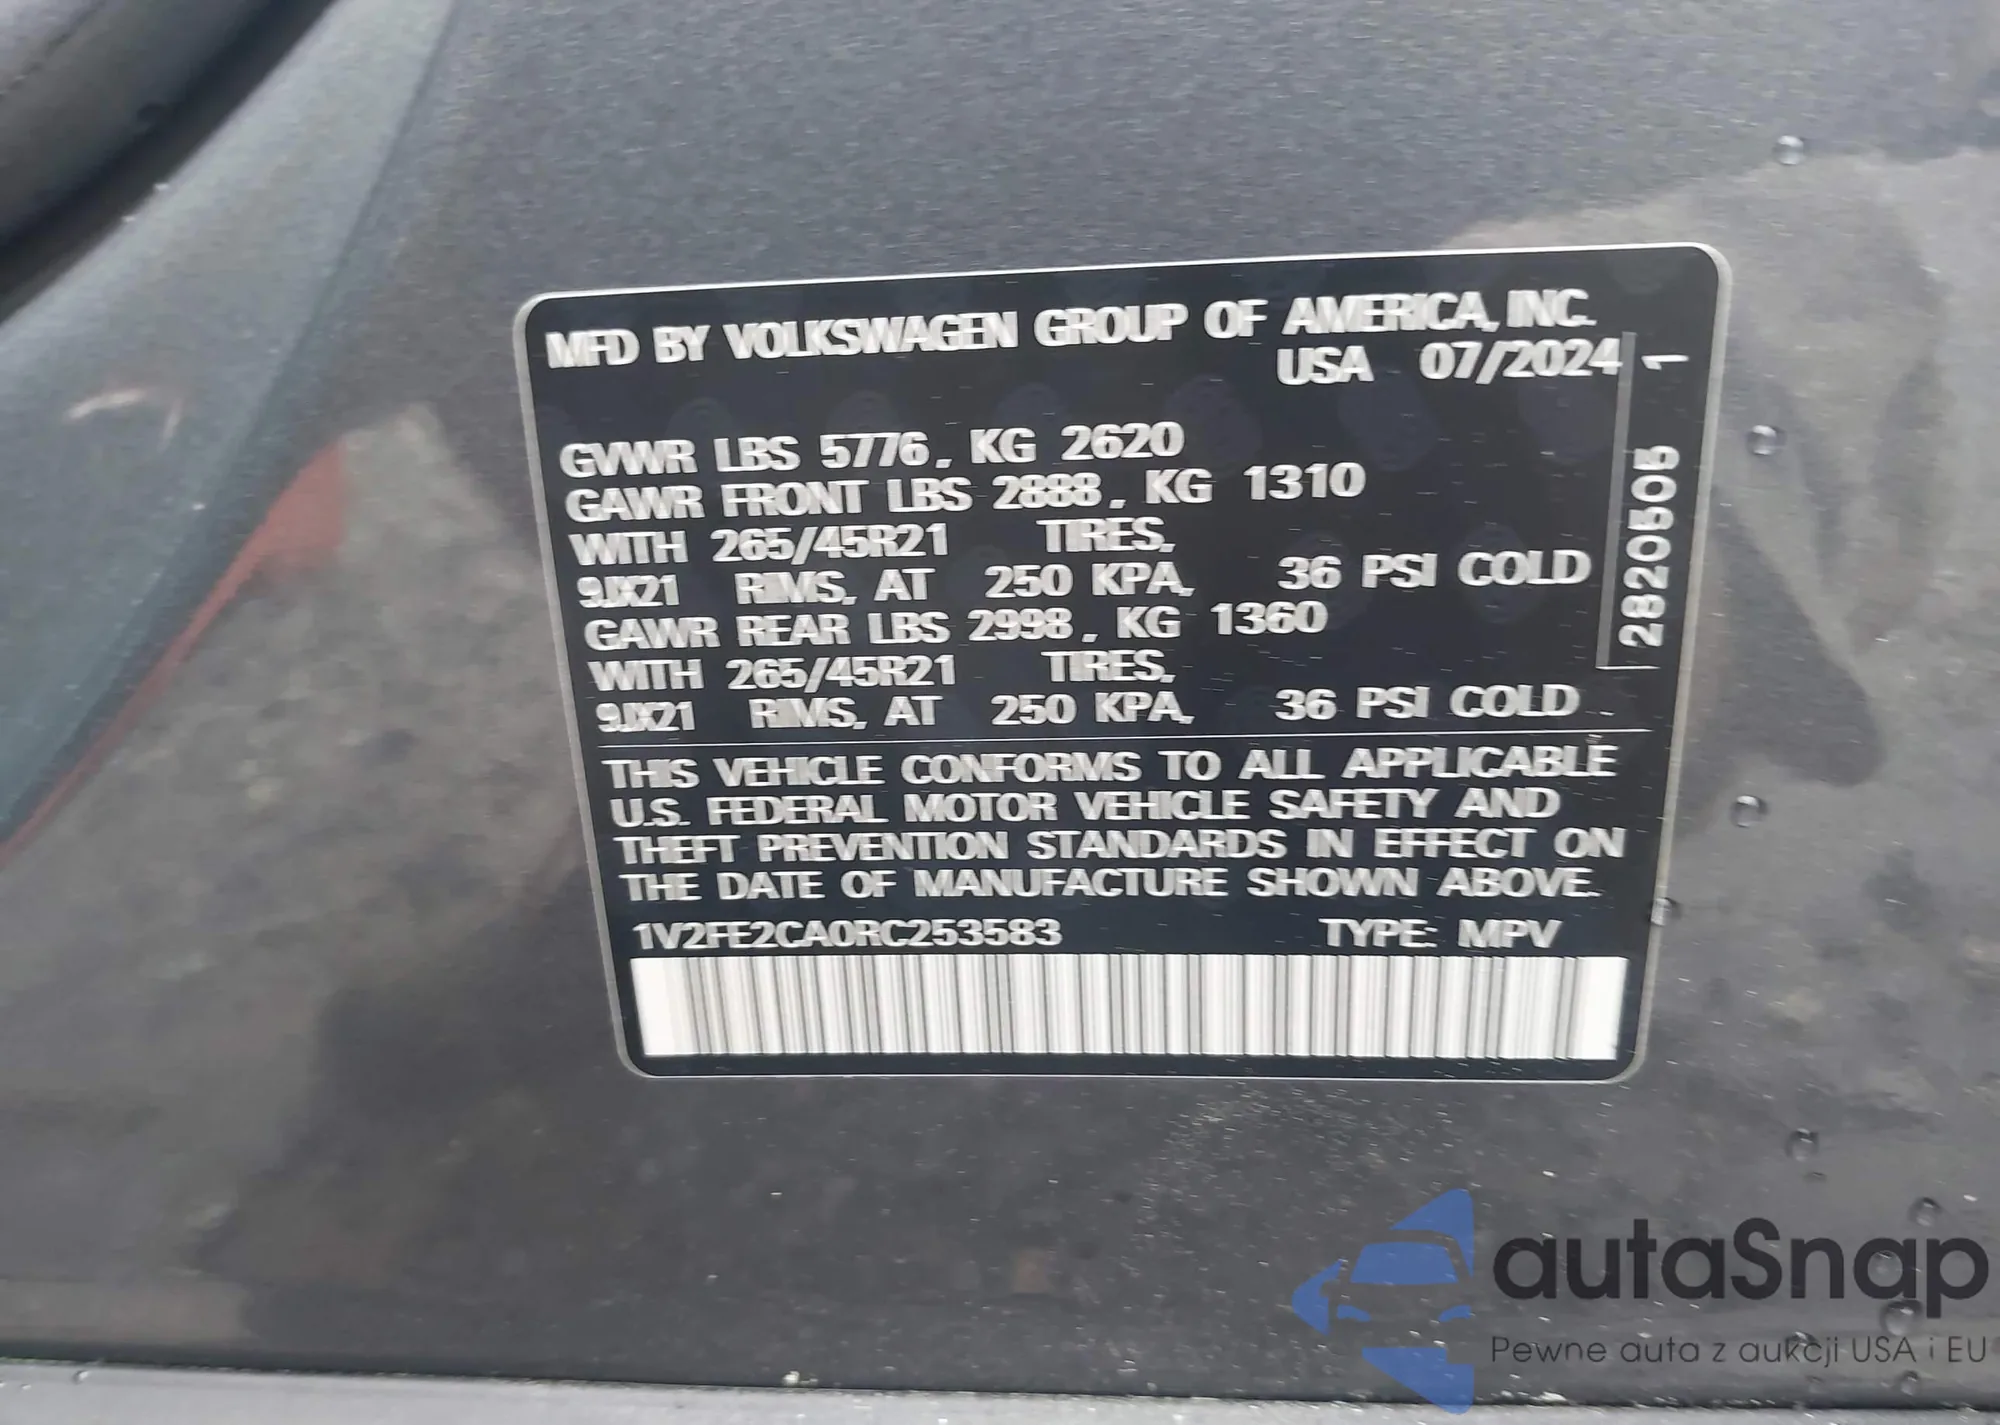 MFD BY VOLKSWAGEN GROUP OF AMERICA, INC.
USA 07/2024
GVWR LBS 5776, KG 2620
GAWR FRONT LBS 2888, KG 1310
WITH 265/45R21 TIRES,
9JX21 RIMS, AT 250 KPA, 36 PSI COLD
GAWR REAR LBS 2998, KG 1360
WITH 265/45R21 TIRES,
9JX21 RIMS, AT 250 KPA, 36 PSI COLD
THIS VEHICLE CONFORMS TO ALL APPLICABLE
U.S. FEDERAL MOTOR VEHICLE SAFETY AND
THEFT PREVENTION STANDARDS IN EFFECT ON
THE DATE OF MANUFACTURE SHOWN ABOVE.
1V2FE2CA0RC253583 TYPE: MPV
2820505 1
autaSnap
Pewne auta z aukcji USA i EU